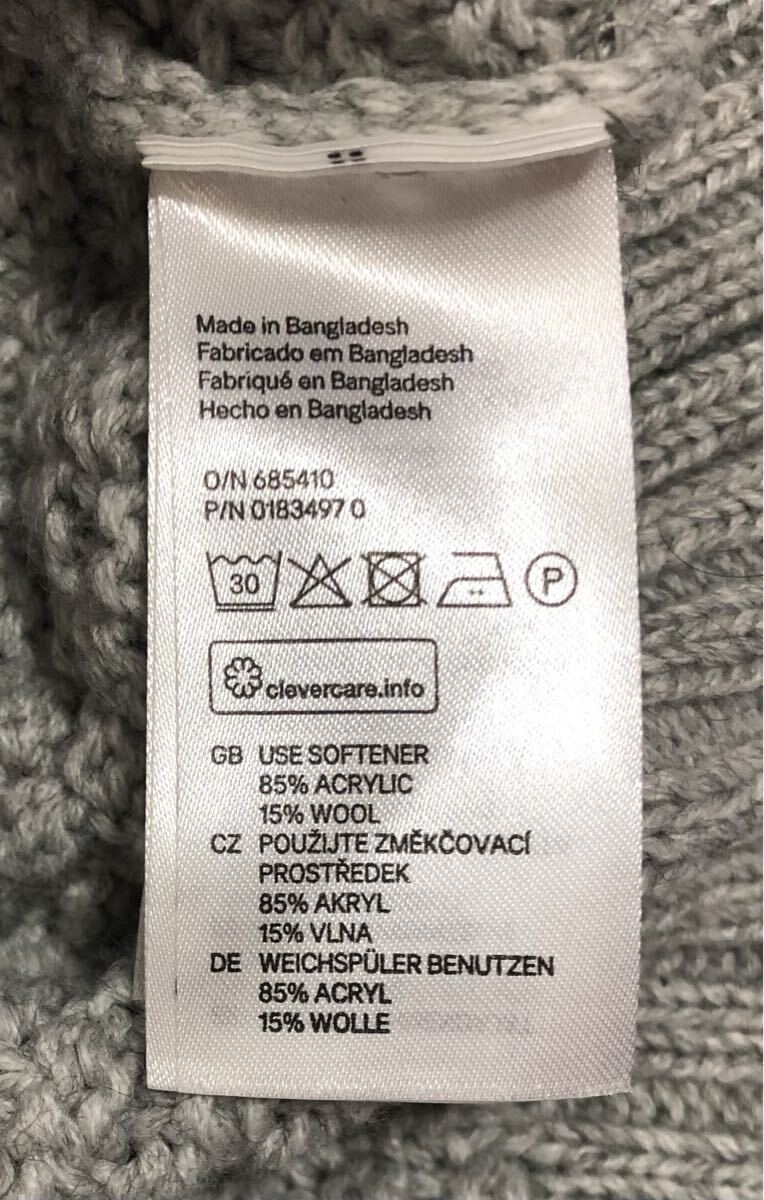 Made in Bangladesh
Fabricado em Bangladesh
Fabriqué en Bangladesh
Hecho en Bangladesh
O/N 685410
P/N 0183497 0
30
P
clevercare.info
GB USE SOFTENER
85% ACRYLIC
15% WOOL
CZ POUŽIJTE ZMĚKČOVACÍ
PROSTŘEDEK
85% AKRYL
15% VLNA
DE WEICHSPÜLER BENUTZEN
85% ACRYL
15% WOLLE